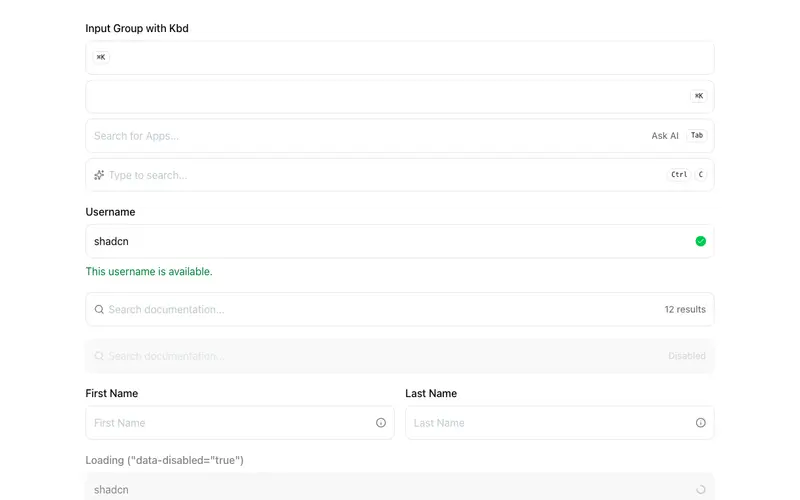 Input Group with Kbd
⌘K
⌘K
Search for Apps... Ask AI Tab
Type to search... Ctrl C
Username
shadcn
This username is available.
Search documentation... 12 results
Search documentation... Disabled
First Name Last Name
First Name Last Name
Loading ("data-disabled="true")
shadcn